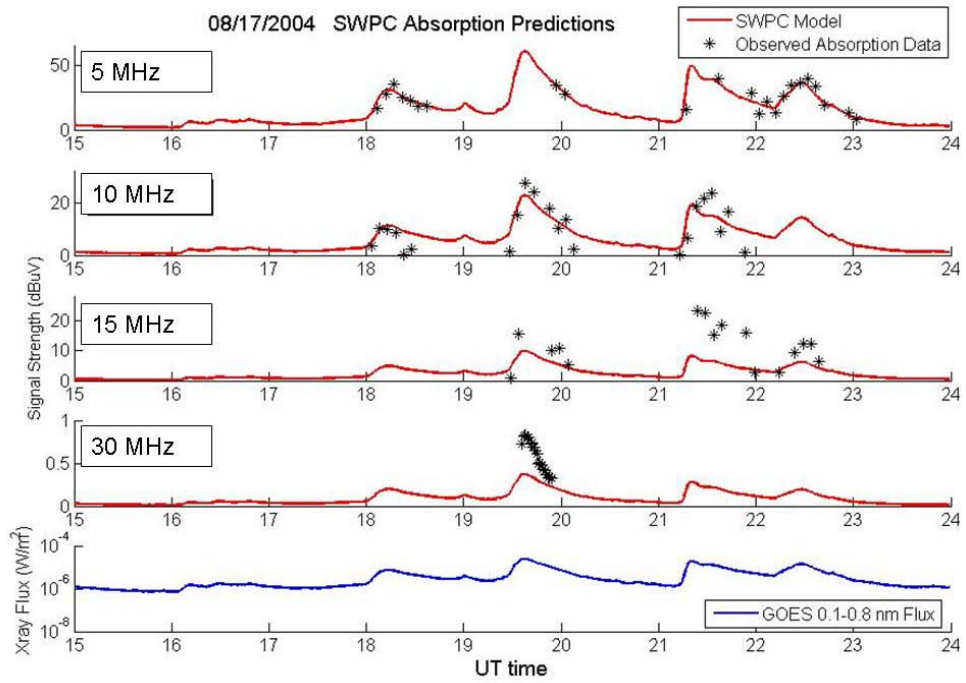 08/17/2004 SWPC Absorption Predictions
SWPC Model
Observed Absorption Data
5 MHz
50
0
15 16 17 18 19 20 21 22 23 24
10 MHz
20
0
15 16 17 18 19 20 21 22 23 24
Signal Strength (dBuV)
15 MHz
20
10
0
15 16 17 18 19 20 21 22 23 24
30 MHz
1
0.5
0
15 16 17 18 19 20 21 22 23 24
Xray Flux (W/m²)
10⁻⁴
10⁻⁶
10⁻⁸
GOES 0.1-0.8 nm Flux
15 16 17 18 19 20 21 22 23 24
UT time